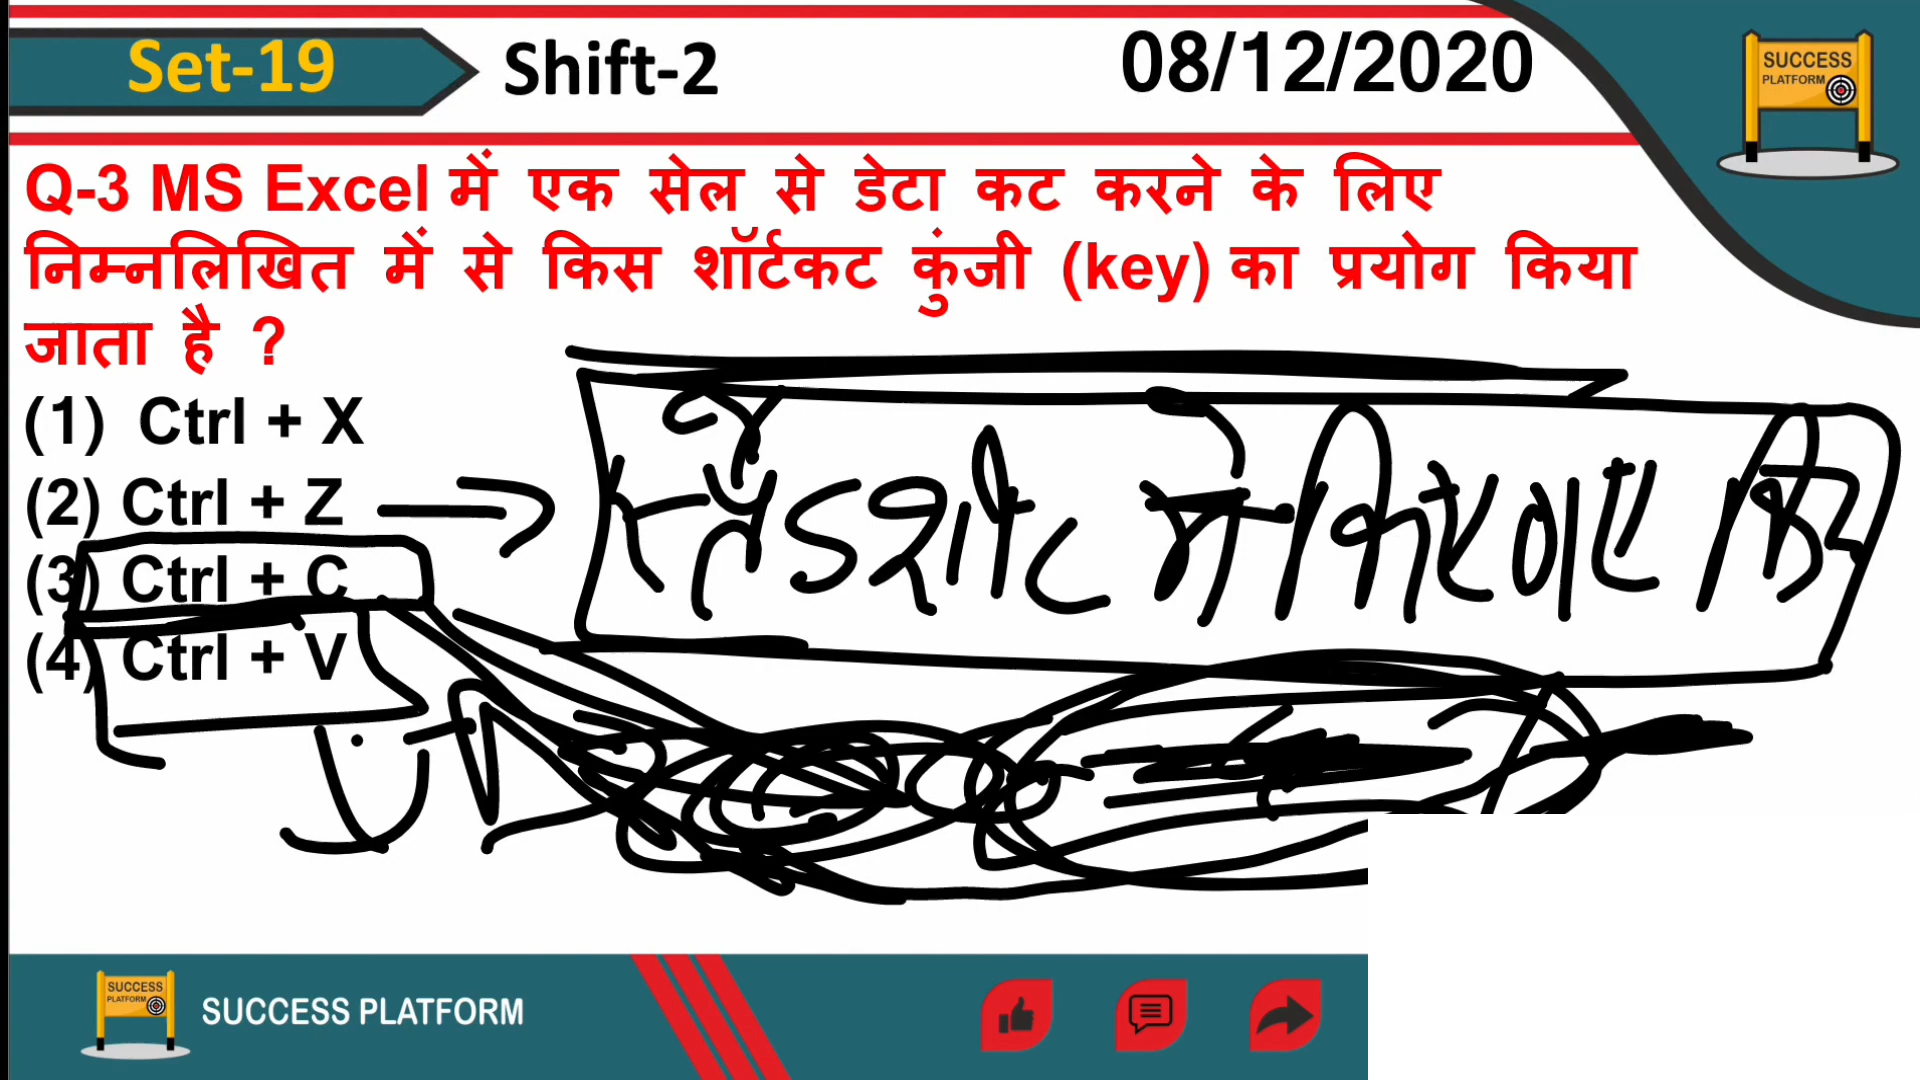 Set-19
Shift-2
08/12/2020
SUCCESS
PLATFORM
Q-3 MS Excel में एक सेल से डेटा कट करने के लिए
निम्नलिखित में से किस शॉर्टकट कुंजी (key) का प्रयोग किया
जाता है ?
(1) Ctrl + X
(2) Ctrl + Z
(3) Ctrl + C
(4) Ctrl + V
SUCCESS
PLATFORM
SUCCESS PLATFORM